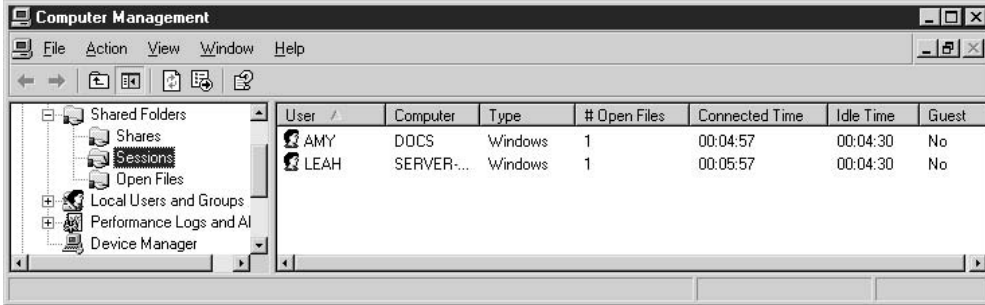 Computer Management
File Action View Window Help
Shared Folders
Shares
Sessions
Open Files
Local Users and Groups
Performance Logs and Al
Device Manager
User Computer Type # Open Files Connected Time Idle Time Guest
AMY DOCS Windows 1 00:04:57 00:04:30 No
LEAH SERVER-... Windows 1 00:05:57 00:04:30 No